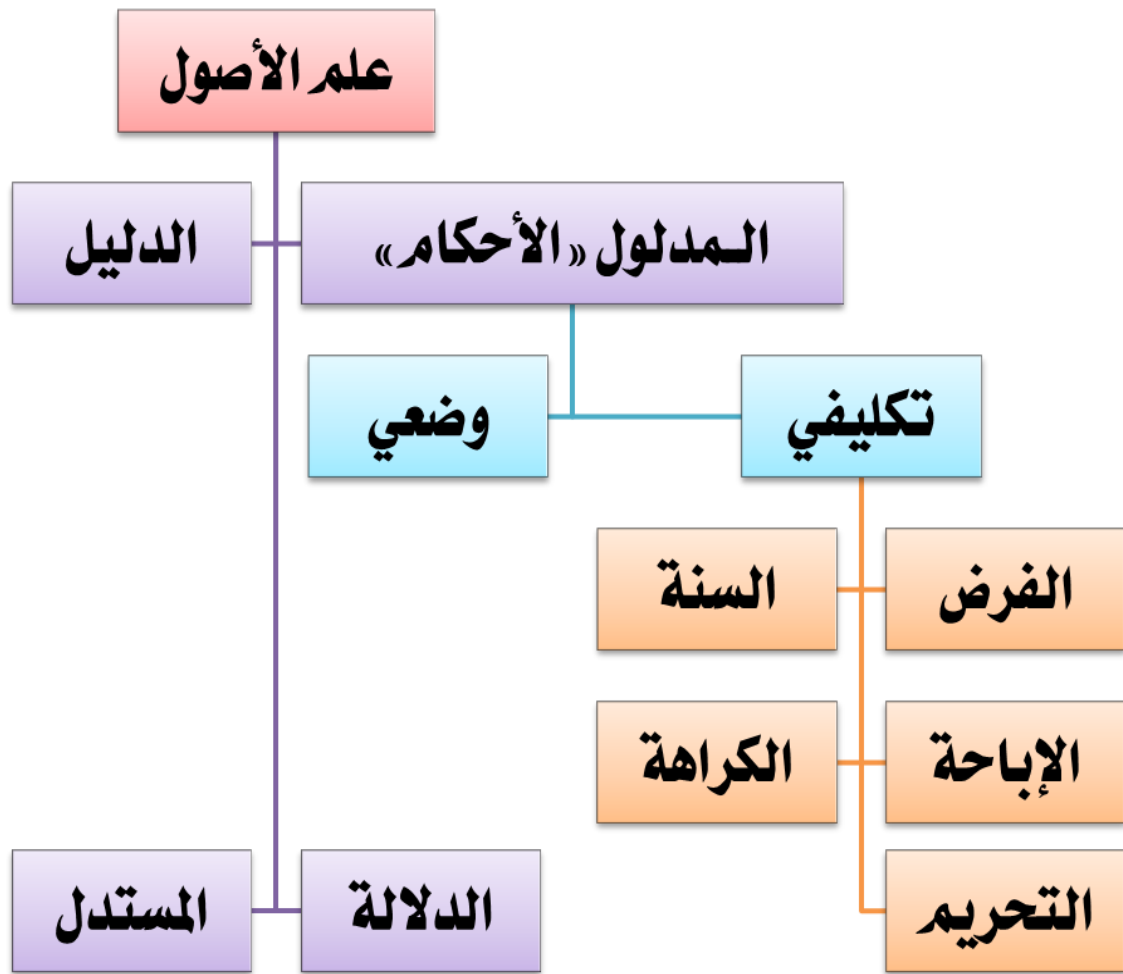 علم الأصول
المدلول «الأحكام»
الدليل
تكليفي
وضعي
الفرض
السنة
الإباحة
الكراهة
التحريم
الدلالة
المستدل